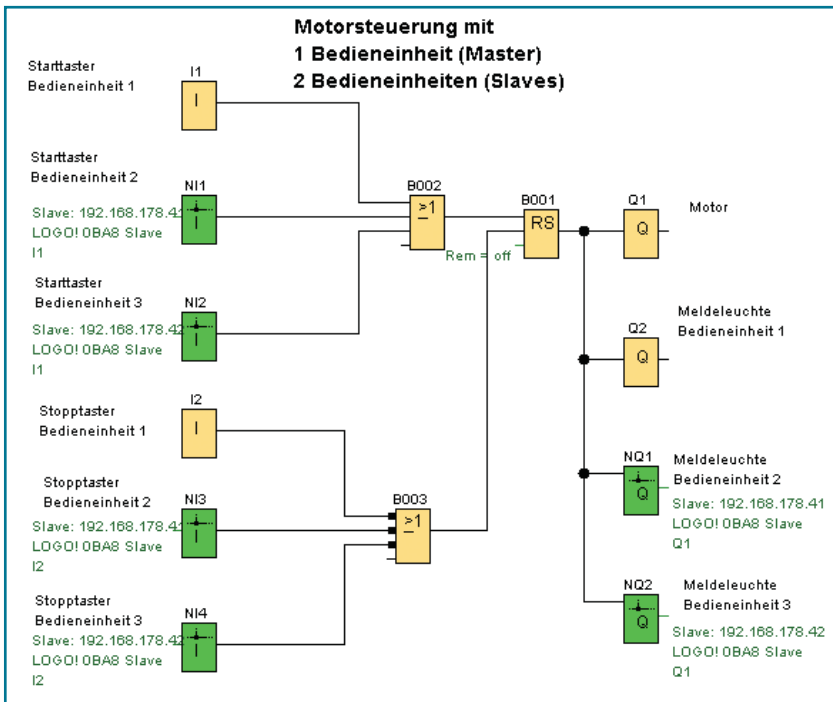 Motorsteuerung mit
1 Bedieneinheit (Master)
2 Bedieneinheiten (Slaves)
Starttaster
Bedieneinheit 1
I1
I
Starttaster
Bedieneinheit 2
NI1
I
Slave: 192.168.178.41
LOGO! 0BA8 Slave
I1
Starttaster
Bedieneinheit 3
NI2
I
Slave: 192.168.178.42
LOGO! 0BA8 Slave
I1
Stopptaster
Bedieneinheit 1
I2
I
Stopptaster
Bedieneinheit 2
NI3
I
Slave: 192.168.178.41
LOGO! 0BA8 Slave
I2
Stopptaster
Bedieneinheit 3
NI4
I
Slave: 192.168.178.42
LOGO! 0BA8 Slave
I2
B002
≥1
B003
≥1
B001
RS
Rem = off
Q1
Q
Motor
Q2
Q
Meldeleuchte
Bedieneinheit 1
NQ1
Q
Meldeleuchte
Bedieneinheit 2
Slave: 192.168.178.41
LOGO! 0BA8 Slave
Q1
NQ2
Q
Meldeleuchte
Bedieneinheit 3
Slave: 192.168.178.42
LOGO! 0BA8 Slave
Q1